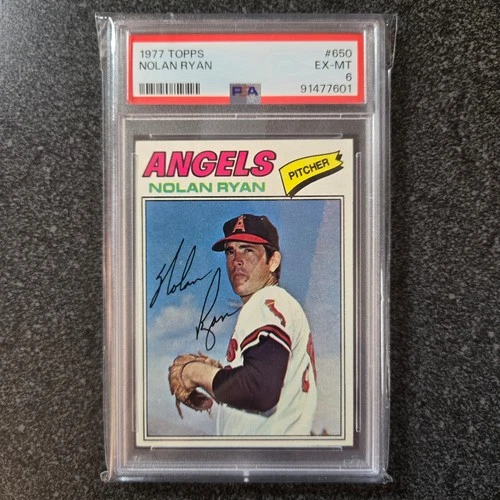 1977 TOPPS #650
NOLAN RYAN EX-MT
6
PSA 91477601
ANGELS
PITCHER
NOLAN RYAN
A
Nolan
Ryan